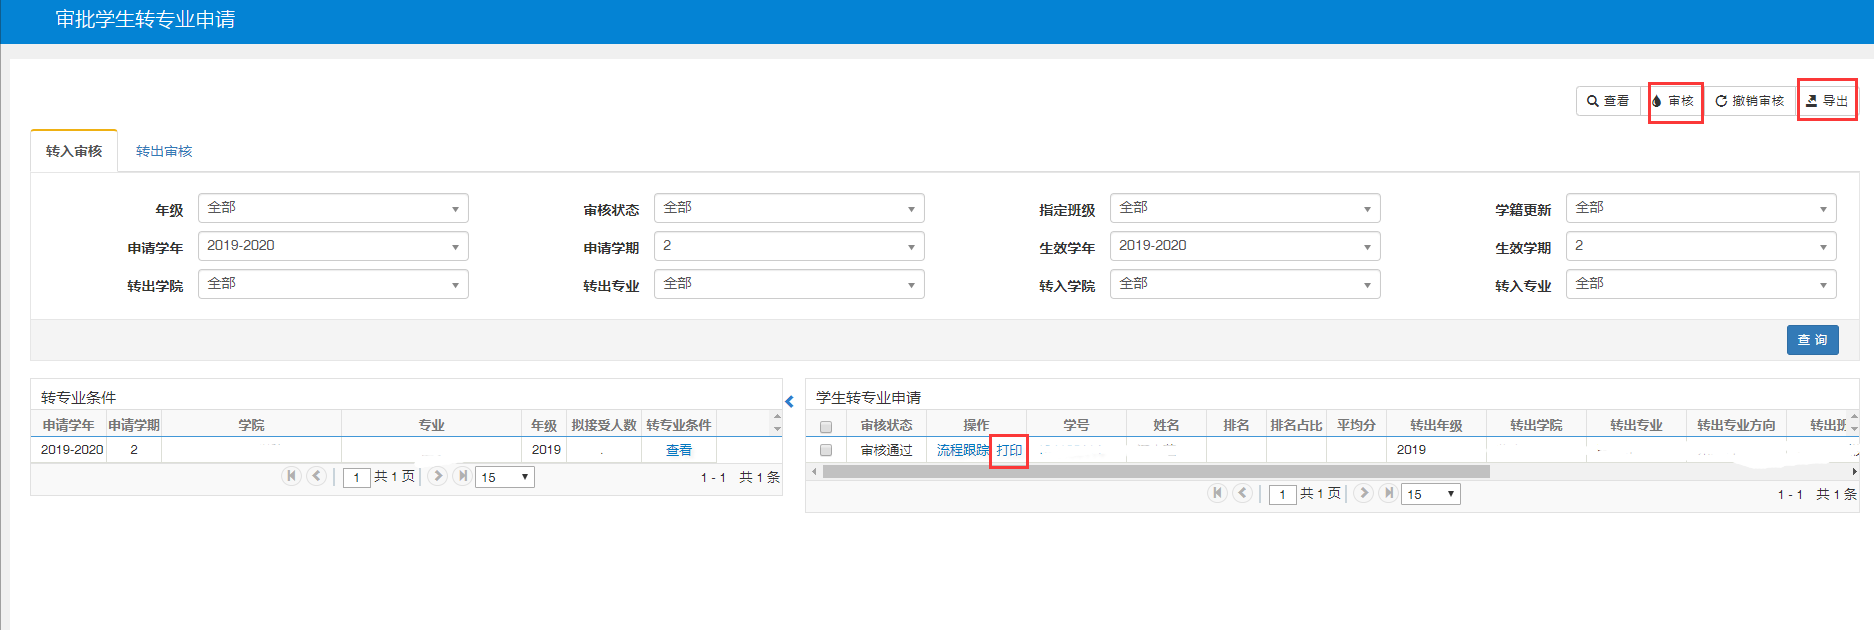 审批学生转专业申请
查看 审核 撤销审核 导出
转入审核 转出审核
年级 全部 审核状态 全部 指定班级 全部 学籍更新 全部
申请学年 2019-2020 申请学期 2 生效学年 2019-2020 生效学期 2
转出学院 全部 转出专业 全部 转入学院 全部 转入专业 全部
查 询
转专业条件
申请学年 申请学期 学院 专业 年级 拟接受人数 转专业条件
2019-2020 2 2019 查看
1 共 1 页 15 1 - 1 共 1 条
学生转专业申请
审核状态 操作 学号 姓名 排名 排名占比 平均分 转出年级 转出学院 转出专业 转出专业方向 转出班
审核通过 流程跟踪 打印 2019
1 共 1 页 15 1 - 1 共 1 条